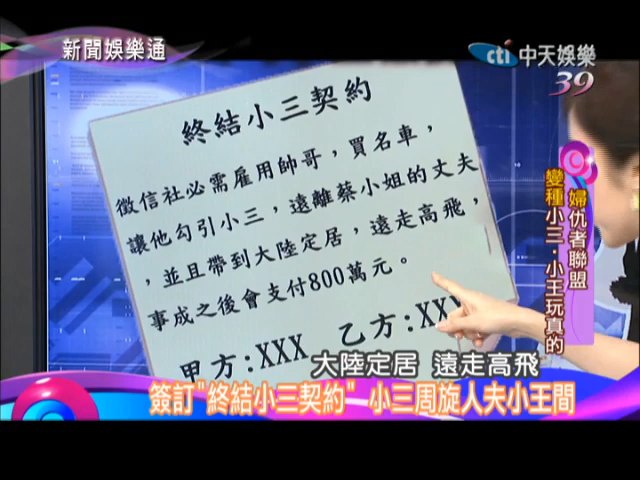 新聞娛樂通
cti 中天娛樂
39
終結小三契約
徵信社必需雇用帥哥，買名車，
讓他勾引小三，遠離蔡小姐的丈夫
，並且帶到大陸定居，遠走高飛，
事成之後會支付800萬元。
甲方:XXX 乙方:XXX
婦仇者聯盟
變種小三．小王玩真的
大陸定居 遠走高飛
簽訂"終結小三契約" 小三周旋人夫小王間